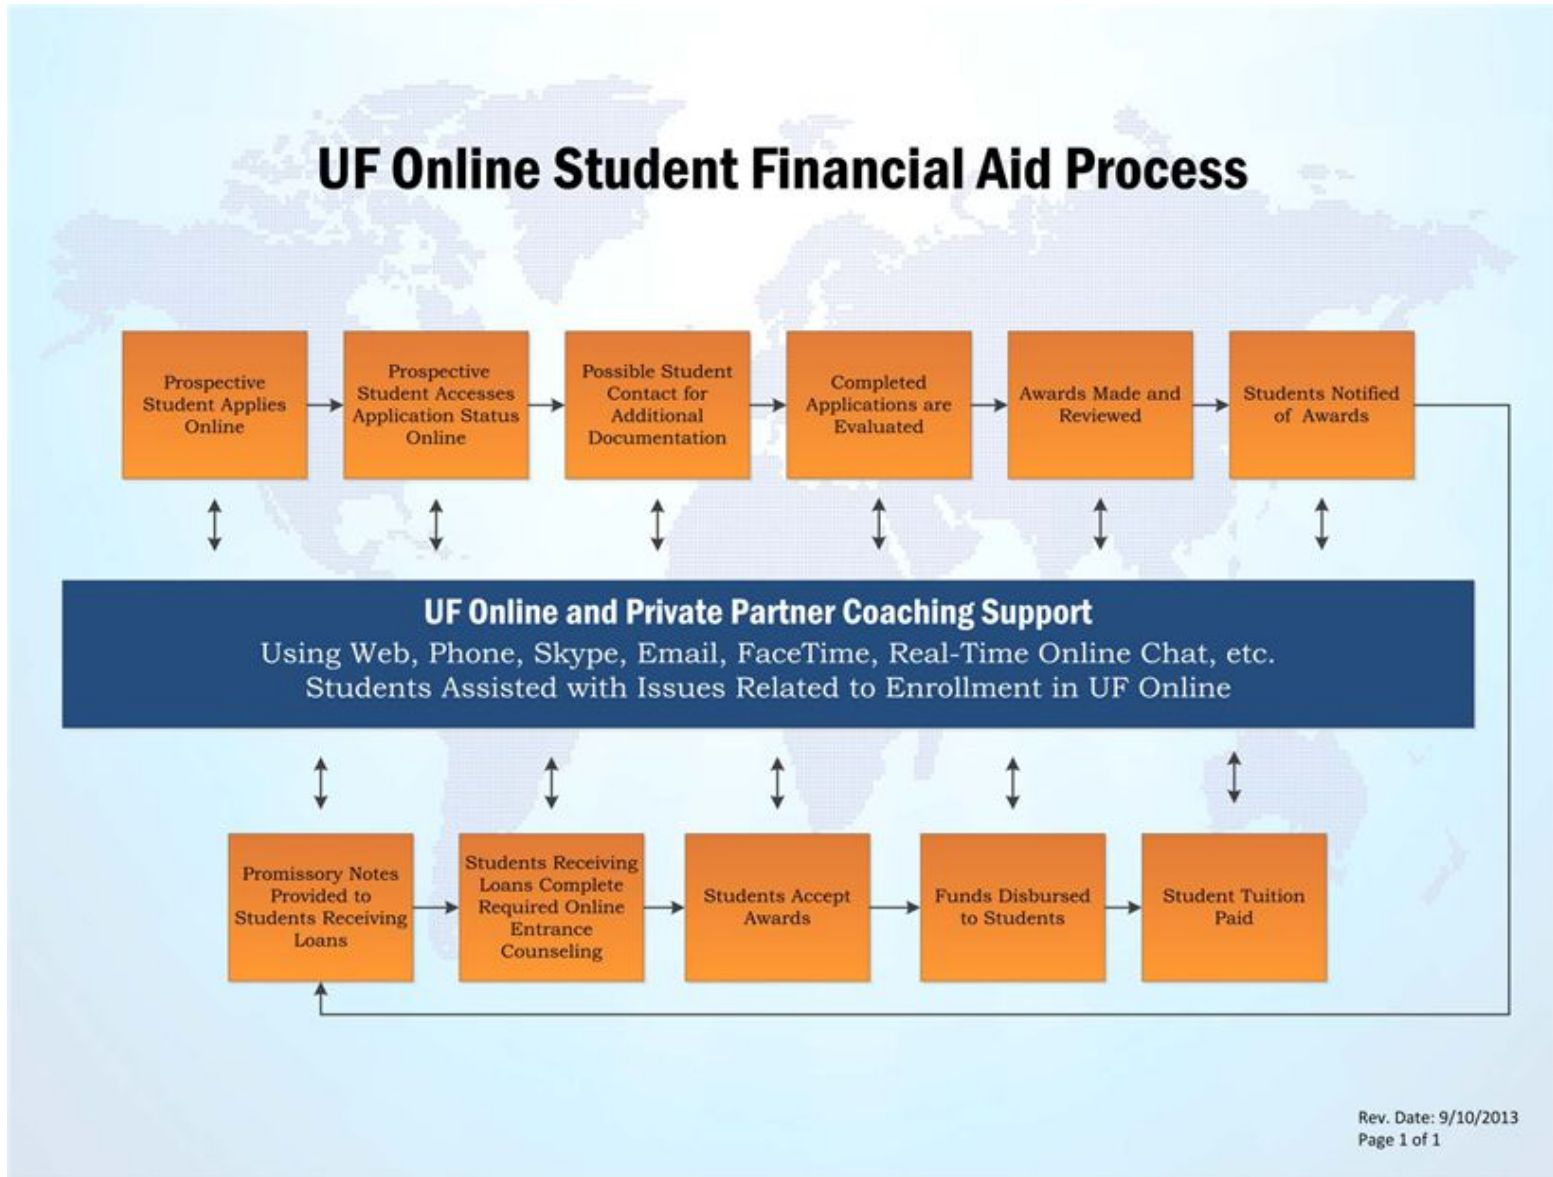 UF Online Student Financial Aid Process
Prospective
Student Applies
Online
Prospective
Student Accesses
Application Status
Online
Possible Student
Contact for
Additional
Documentation
Completed
Applications are
Evaluated
Awards Made and
Reviewed
Students Notified
of Awards
UF Online and Private Partner Coaching Support
Using Web, Phone, Skype, Email, FaceTime, Real-Time Online Chat, etc.
Students Assisted with Issues Related to Enrollment in UF Online
Promissory Notes
Provided to
Students Receiving
Loans
Students Receiving
Loans Complete
Required Online
Entrance
Counseling
Students Accept
Awards
Funds Disbursed
to Students
Student Tuition
Paid
Rev. Date: 9/10/2013
Page 1 of 1